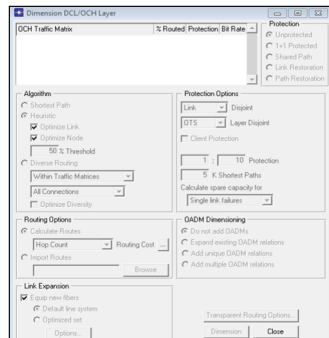 Dimension DCL/OCH Layer
OCH Traffic Matrix % Routed Protection Bit Rate
Protection
Unprotected
1+1 Protected
Shared Path
Link Restoration
Path Restoration
Algorithm
Shortest Path
Heuristic
Optimize Link
Optimize Node
50 % Threshold
Diverse Routing
Within Traffic Matrices
All Connections
Optimize Diversity
Protection Options
Link Disjoint
OTS Layer Disjoint
Client Protection
1 : 10 Protection
5 K Shortest Paths
Calculate spare capacity for
Single link failures
Routing Options
Calculate Routes
Hop Count Routing Cost ...
Import Routes
Browse
OADM Dimensioning
Do not add OADMs
Expand existing OADM relations
Add unique OADM relations
Add multiple OADM relations
Link Expansion
Equip new fibers
Default line system
Optimized set
Options...
Transparent Routing Options...
Dimension Close